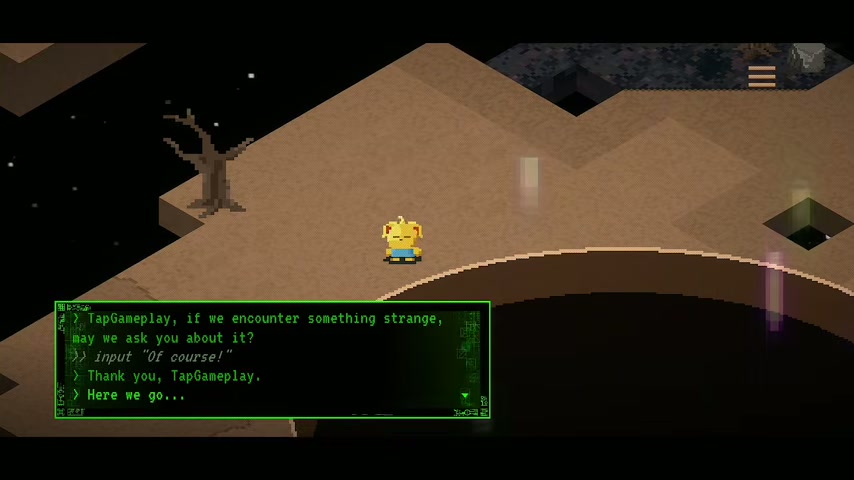 > TapGameplay, if we encounter something strange,
may we ask you about it?
>> input "Of course!"
> Thank you, TapGameplay.
> Here we go...